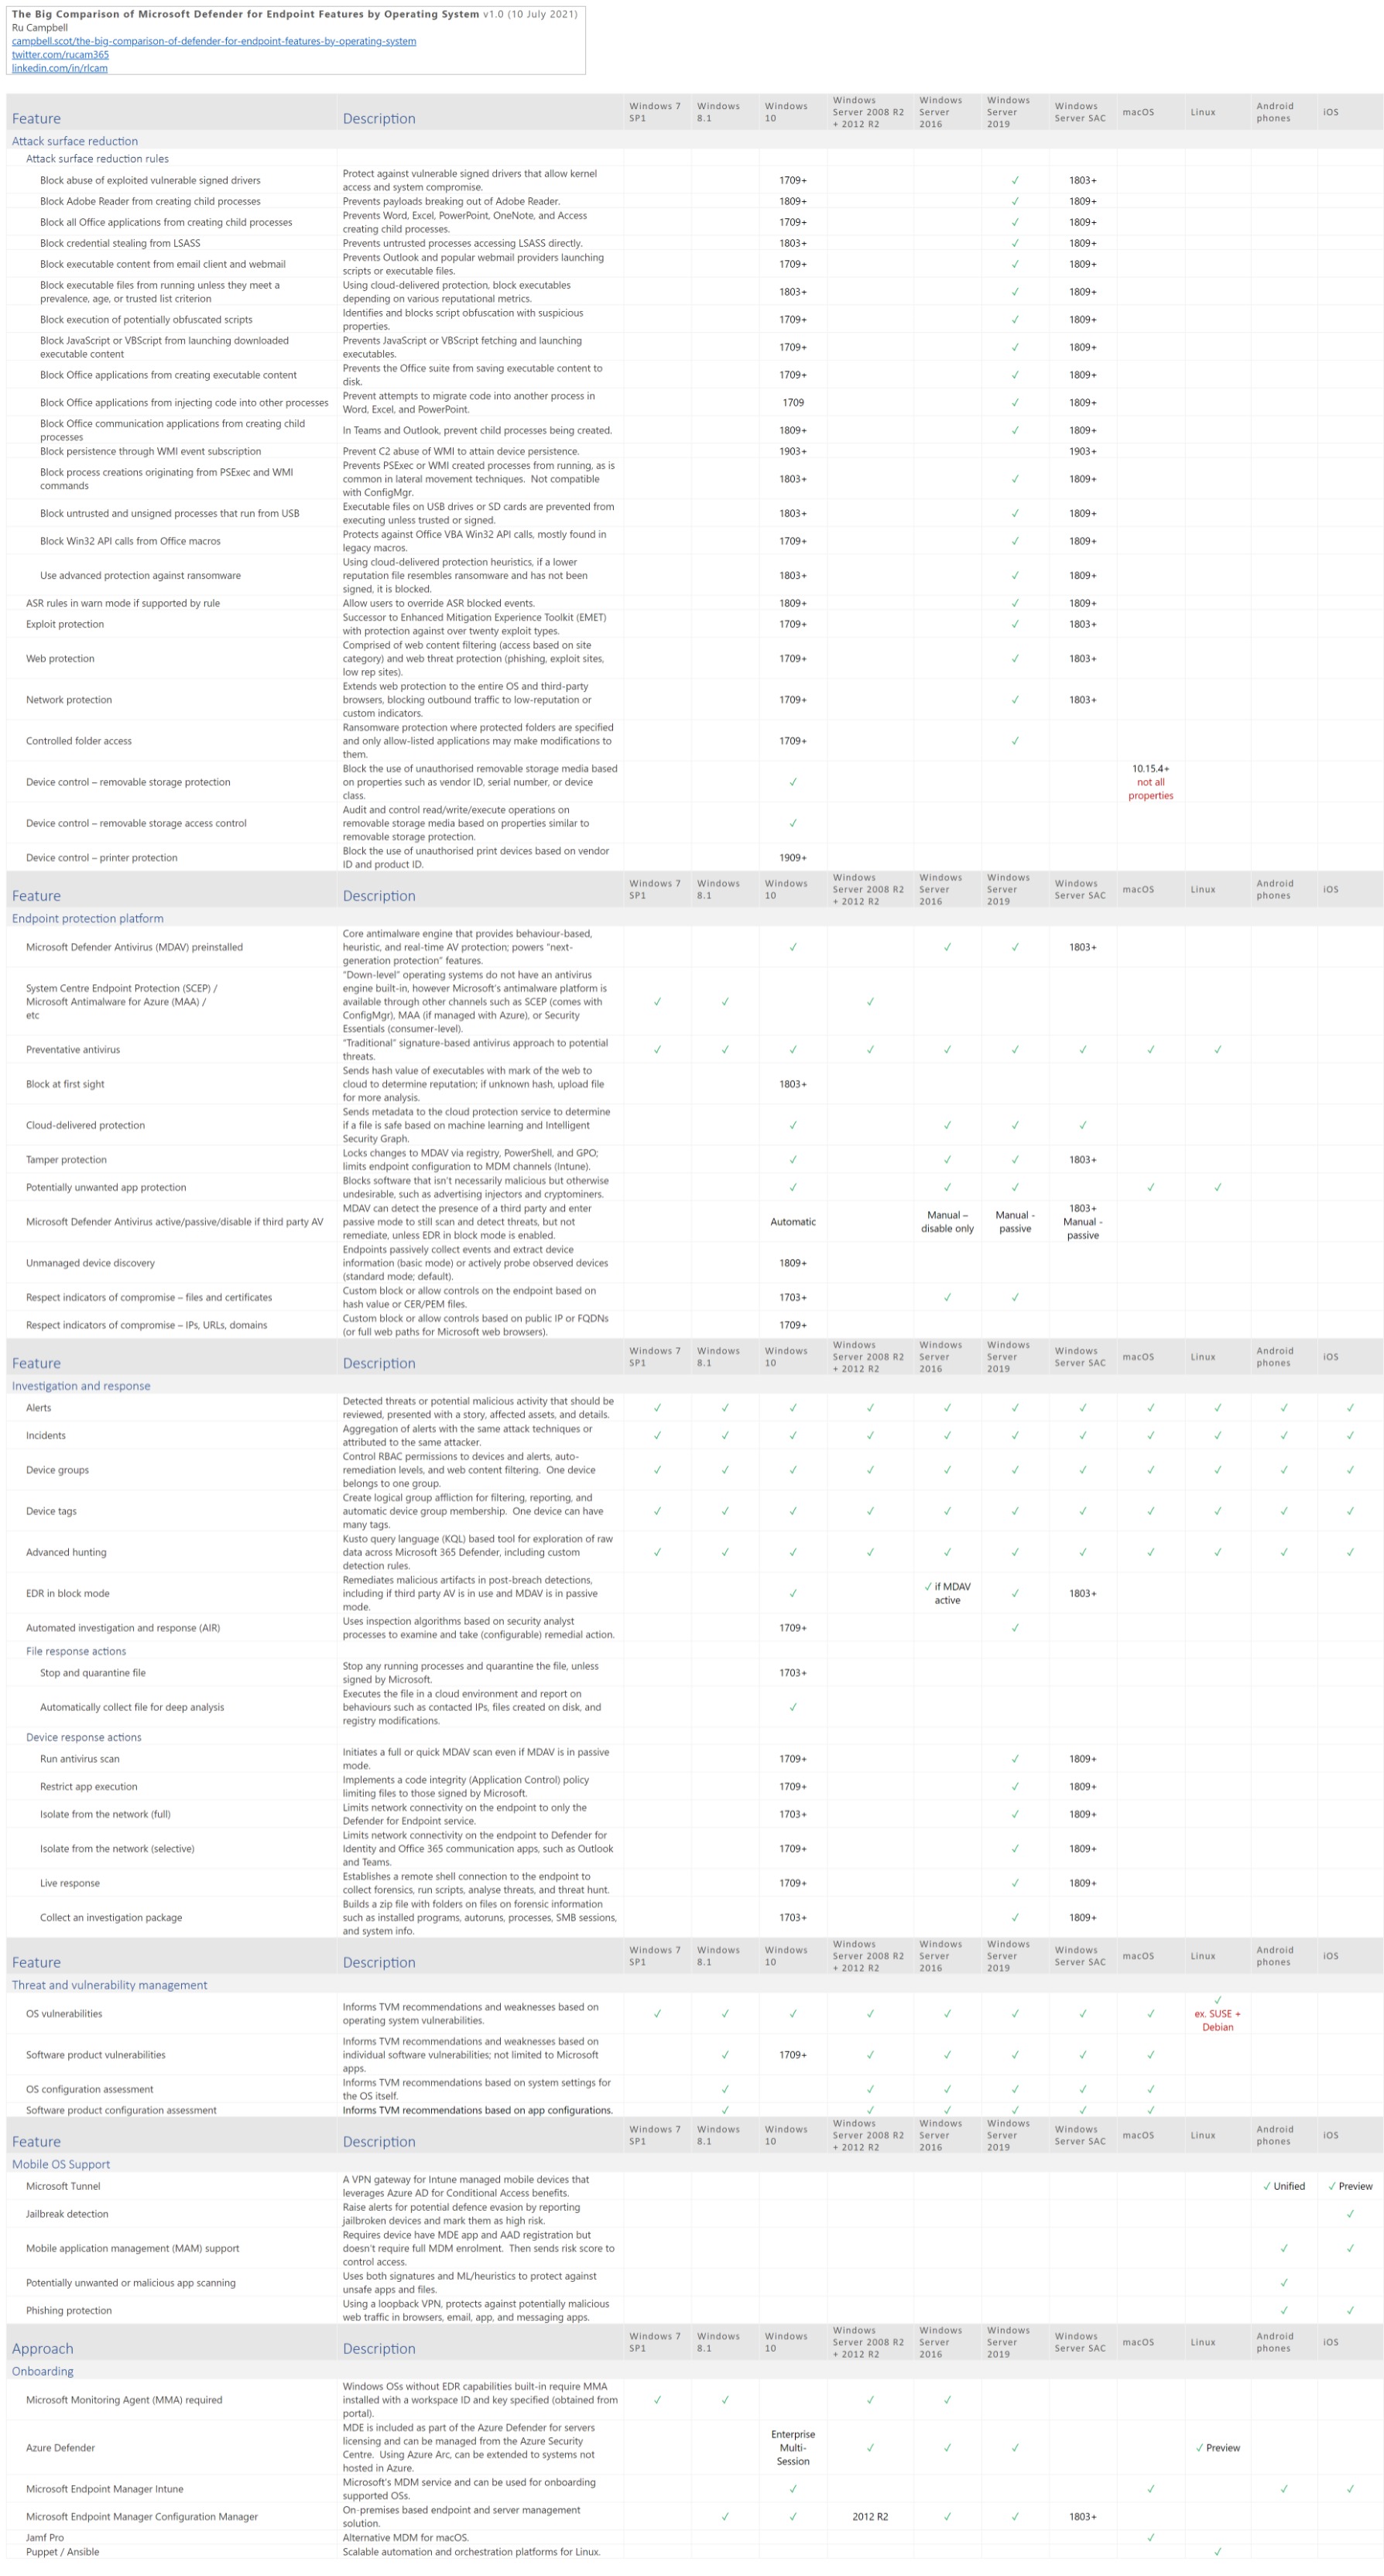 The Big Comparison of Microsoft Defender for Endpoint Features by Operating System v1.0 (10 July 2021)
Ru Campbell
campbell.scot/the-big-comparison-of-defender-for-endpoint-features-by-operating-system
twitter.com/rucam365
linkedin.com/in/rlcam
Feature Description Windows 7 SP1 Windows 8.1 Windows 10 Windows Server 2008 R2 + 2012 R2 Windows Server 2016 Windows Server 2019 Windows Server SAC macOS Linux Android phones iOS
Attack surface reduction
Attack surface reduction rules
Block abuse of exploited vulnerable signed drivers Protect against vulnerable signed drivers that allow kernel access and system compromise. 1709+ ✓ 1803+
Block Adobe Reader from creating child processes Prevents payloads breaking out of Adobe Reader. 1809+ ✓ 1809+
Block all Office applications from creating child processes Prevents Word, Excel, PowerPoint, OneNote, and Access creating child processes. 1709+ ✓ 1809+
Block credential stealing from LSASS Prevents untrusted processes accessing LSASS directly. 1803+ ✓ 1809+
Block executable content from email client and webmail Prevents Outlook and popular webmail providers launching scripts or executable files. 1709+ ✓ 1809+
Block executable files from running unless they meet a prevalence, age, or trusted list criterion Using cloud-delivered protection, block executables depending on various reputational metrics. 1803+ ✓ 1809+
Block execution of potentially obfuscated scripts Identifies and blocks script obfuscation with suspicious properties. 1709+ ✓ 1809+
Block JavaScript or VBScript from launching downloaded executable content Prevents JavaScript or VBScript fetching and launching executables. 1709+ ✓ 1809+
Block Office applications from creating executable content Prevents the Office suite from saving executable content to disk. 1709+ ✓ 1809+
Block Office applications from injecting code into other processes Prevent attempts to migrate code into another process in Word, Excel, and PowerPoint. 1709 ✓ 1809+
Block Office communication applications from creating child processes In Teams and Outlook, prevent child processes being created. 1809+ ✓ 1809+
Block persistence through WMI event subscription Prevent C2 abuse of WMI to attain device persistence. 1903+ 1903+
Block process creations originating from PSExec and WMI commands Prevents PSExec or WMI created processes from running, as is common in lateral movement techniques. Not compatible with ConfigMgr. 1803+ ✓ 1809+
Block untrusted and unsigned processes that run from USB Executable files on USB drives or SD cards are prevented from executing unless trusted or signed. 1803+ ✓ 1809+
Block Win32 API calls from Office macros Protects against Office VBA Win32 API calls, mostly found in legacy macros. 1709+ ✓ 1809+
Use advanced protection against ransomware Using cloud-delivered protection heuristics, if a lower reputation file resembles ransomware and has not been signed, it is blocked. 1803+ ✓ 1809+
ASR rules in warn mode if supported by rule Allow users to override ASR blocked events. 1809+ ✓ 1809+
Exploit protection Successor to Enhanced Mitigation Experience Toolkit (EMET) with protection against over twenty exploit types. 1709+ ✓ 1803+
Web protection Comprised of web content filtering (access based on site category) and web threat protection (phishing, exploit sites, low rep sites). 1709+ ✓ 1803+
Network protection Extends web protection to the entire OS and third-party browsers, blocking outbound traffic to low-reputation or custom indicators. 1709+ ✓ 1803+
Controlled folder access Ransomware protection where protected folders are specified and only allow-listed applications may make modifications to them. 1709+ ✓
Device control – removable storage protection Block the use of unauthorised removable storage media based on properties such as vendor ID, serial number, or device class. ✓ 10.15.4+ not all properties
Device control – removable storage access control Audit and control read/write/execute operations on removable storage media based on properties similar to removable storage protection. ✓
Device control – printer protection Block the use of unauthorised print devices based on vendor ID and product ID. 1909+
Feature Description Windows 7 SP1 Windows 8.1 Windows 10 Windows Server 2008 R2 + 2012 R2 Windows Server 2016 Windows Server 2019 Windows Server SAC macOS Linux Android phones iOS
Endpoint protection platform
Microsoft Defender Antivirus (MDAV) preinstalled Core antimalware engine that provides behaviour-based, heuristic, and real-time AV protection; powers "next-generation protection" features. ✓ ✓ ✓ 1803+
System Centre Endpoint Protection (SCEP) / Microsoft Antimalware for Azure (MAA) / etc "Down-level" operating systems do not have an antivirus engine built-in, however Microsoft's antimalware platform is available through other channels such as SCEP (comes with ConfigMgr), MAA (if managed with Azure), or Security Essentials (consumer-level). ✓ ✓ ✓
Preventative antivirus "Traditional" signature-based antivirus approach to potential threats. ✓ ✓ ✓ ✓ ✓ ✓ ✓ ✓ ✓
Block at first sight Sends hash value of executables with mark of the web to cloud to determine reputation; if unknown hash, upload file for more analysis. 1803+
Cloud-delivered protection Sends metadata to the cloud protection service to determine if a file is safe based on machine learning and Intelligent Security Graph. ✓ ✓ ✓ ✓
Tamper protection Locks changes to MDAV via registry, PowerShell, and GPO; limits endpoint configuration to MDM channels (Intune). ✓ ✓ ✓ 1803+
Potentially unwanted app protection Blocks software that isn't necessarily malicious but otherwise undesirable, such as advertising injectors and cryptominers. ✓ ✓ ✓ ✓ ✓
Microsoft Defender Antivirus active/passive/disable if third party AV MDAV can detect the presence of a third party and enter passive mode to still scan and detect threats, but not remediate, unless EDR in block mode is enabled. Automatic Manual – disable only Manual - passive 1803+ Manual - passive
Unmanaged device discovery Endpoints passively collect events and extract device information (basic mode) or actively probe observed devices (standard mode; default). 1809+
Respect indicators of compromise – files and certificates Custom block or allow controls on the endpoint based on hash value or CER/PEM files. 1703+ ✓ ✓
Respect indicators of compromise – IPs, URLs, domains Custom block or allow controls based on public IP or FQDNs (or full web paths for Microsoft web browsers). 1709+
Feature Description Windows 7 SP1 Windows 8.1 Windows 10 Windows Server 2008 R2 + 2012 R2 Windows Server 2016 Windows Server 2019 Windows Server SAC macOS Linux Android phones iOS
Investigation and response
Alerts Detected threats or potential malicious activity that should be reviewed, presented with a story, affected assets, and details. ✓ ✓ ✓ ✓ ✓ ✓ ✓ ✓ ✓ ✓ ✓
Incidents Aggregation of alerts with the same attack techniques or attributed to the same attacker. ✓ ✓ ✓ ✓ ✓ ✓ ✓ ✓ ✓ ✓ ✓
Device groups Control RBAC permissions to devices and alerts, auto-remediation levels, and web content filtering. One device belongs to one group. ✓ ✓ ✓ ✓ ✓ ✓ ✓ ✓ ✓ ✓ ✓
Device tags Create logical group affliction for filtering, reporting, and automatic device group membership. One device can have many tags. ✓ ✓ ✓ ✓ ✓ ✓ ✓ ✓ ✓ ✓ ✓
Advanced hunting Kusto query language (KQL) based tool for exploration of raw data across Microsoft 365 Defender, including custom detection rules. ✓ ✓ ✓ ✓ ✓ ✓ ✓ ✓ ✓ ✓ ✓
EDR in block mode Remediates malicious artifacts in post-breach detections, including if third party AV is in use and MDAV is in passive mode. ✓ ✓ if MDAV active ✓ 1803+
Automated investigation and response (AIR) Uses inspection algorithms based on security analyst processes to examine and take (configurable) remedial action. 1709+ ✓
File response actions
Stop and quarantine file Stop any running processes and quarantine the file, unless signed by Microsoft. 1703+
Automatically collect file for deep analysis Executes the file in a cloud environment and report on behaviours such as contacted IPs, files created on disk, and registry modifications. ✓
Device response actions
Run antivirus scan Initiates a full or quick MDAV scan even if MDAV is in passive mode. 1709+ ✓ 1809+
Restrict app execution Implements a code integrity (Application Control) policy limiting files to those signed by Microsoft. 1709+ ✓ 1809+
Isolate from the network (full) Limits network connectivity on the endpoint to only the Defender for Endpoint service. 1703+ ✓ 1809+
Isolate from the network (selective) Limits network connectivity on the endpoint to Defender for Identity and Office 365 communication apps, such as Outlook and Teams. 1709+ ✓ 1809+
Live response Establishes a remote shell connection to the endpoint to collect forensics, run scripts, analyse threats, and threat hunt. 1709+ ✓ 1809+
Collect an investigation package Builds a zip file with folders on files on forensic information such as installed programs, autoruns, processes, SMB sessions, and system info. 1703+ ✓ 1809+
Feature Description Windows 7 SP1 Windows 8.1 Windows 10 Windows Server 2008 R2 + 2012 R2 Windows Server 2016 Windows Server 2019 Windows Server SAC macOS Linux Android phones iOS
Threat and vulnerability management
OS vulnerabilities Informs TVM recommendations and weaknesses based on operating system vulnerabilities. ✓ ✓ ✓ ✓ ✓ ✓ ✓ ✓ ✓ ex. SUSE + Debian
Software product vulnerabilities Informs TVM recommendations and weaknesses based on individual software vulnerabilities; not limited to Microsoft apps. ✓ 1709+ ✓ ✓ ✓ ✓ ✓
OS configuration assessment Informs TVM recommendations based on system settings for the OS itself. ✓ ✓ ✓ ✓ ✓ ✓
Software product configuration assessment Informs TVM recommendations based on app configurations. ✓ ✓ ✓ ✓ ✓ ✓
Feature Description Windows 7 SP1 Windows 8.1 Windows 10 Windows Server 2008 R2 + 2012 R2 Windows Server 2016 Windows Server 2019 Windows Server SAC macOS Linux Android phones iOS
Mobile OS Support
Microsoft Tunnel A VPN gateway for Intune managed mobile devices that leverages Azure AD for Conditional Access benefits. ✓ Unified ✓ Preview
Jailbreak detection Raise alerts for potential defence evasion by reporting jailbroken devices and mark them as high risk. ✓
Mobile application management (MAM) support Requires device have MDE app and AAD registration but doesn't require full MDM enrolment. Then sends risk score to control access. ✓ ✓
Potentially unwanted or malicious app scanning Uses both signatures and ML/heuristics to protect against unsafe apps and files. ✓
Phishing protection Using a loopback VPN, protects against potentially malicious web traffic in browsers, email, app, and messaging apps. ✓ ✓
Approach Description Windows 7 SP1 Windows 8.1 Windows 10 Windows Server 2008 R2 + 2012 R2 Windows Server 2016 Windows Server 2019 Windows Server SAC macOS Linux Android phones iOS
Onboarding
Microsoft Monitoring Agent (MMA) required Windows OSs without EDR capabilities built-in require MMA installed with a workspace ID and key specified (obtained from portal). ✓ ✓ ✓ ✓
Azure Defender MDE is included as part of the Azure Defender for servers licensing and can be managed from the Azure Security Centre. Using Azure Arc, can be extended to systems not hosted in Azure. Enterprise Multi-Session ✓ ✓ ✓ ✓ Preview
Microsoft Endpoint Manager Intune Microsoft's MDM service and can be used for onboarding supported OSs. ✓ ✓ ✓ ✓
Microsoft Endpoint Manager Configuration Manager On-premises based endpoint and server management solution. ✓ ✓ 2012 R2 ✓ ✓ 1803+
Jamf Pro Alternative MDM for macOS. ✓
Puppet / Ansible Scalable automation and orchestration platforms for Linux. ✓